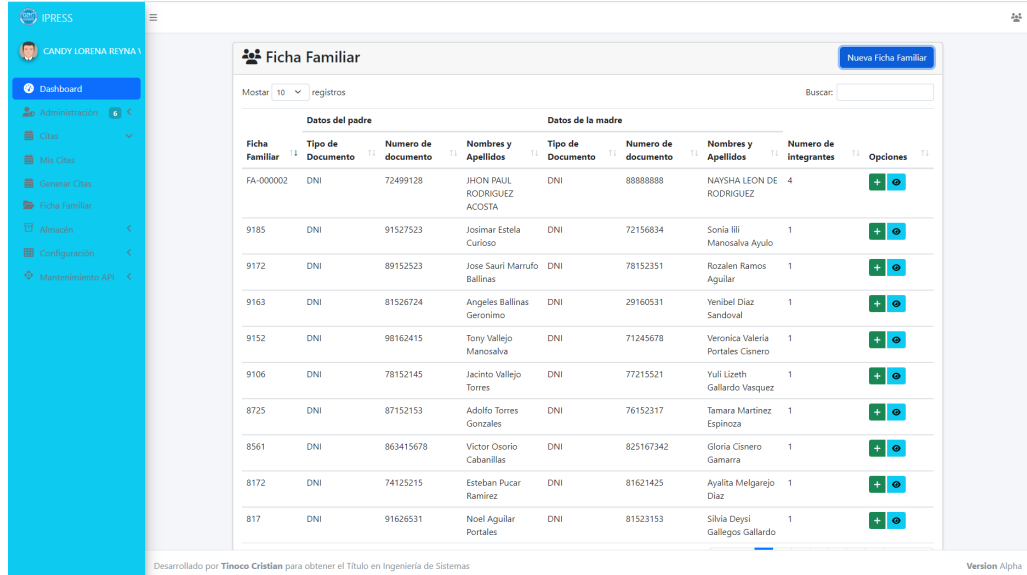 IPRESS
CANDY LORENA REYNA
Dashboard
Administración 6
Citas
Mis Citas
Generar Citas
Ficha Familiar
Almacén
Configuración
Mantenimiento API
Ficha Familiar
Nueva Ficha Familiar
Mostar 10 registros
Buscar:
Datos del padre Datos de la madre
Ficha Familiar Tipo de Documento Numero de documento Nombres y Apellidos Tipo de Documento Numero de documento Nombres y Apellidos Numero de integrantes Opciones
FA-000002 DNI 72499128 JHON PAUL RODRIGUEZ ACOSTA DNI 88888888 NAYSHA LEON DE RODRIGUEZ 4
9185 DNI 91527523 Josimar Estela Curioso DNI 72156834 Sonia lili Manosalva Ayulo 1
9172 DNI 89152523 Jose Sauri Marrufo Ballinas DNI 78152351 Rozalen Ramos Aguilar 1
9163 DNI 81526724 Angeles Ballinas Geronimo DNI 29160531 Yenibel Diaz Sandoval 1
9152 DNI 98162415 Tony Vallejo Manosalva DNI 71245678 Veronica Valeria Portales Cisnero 1
9106 DNI 78152145 Jacinto Vallejo Torres DNI 77215521 Yuli Lizeth Gallardo Vasquez 1
8725 DNI 87152153 Adolfo Torres Gonzales DNI 76152317 Tamara Martinez Espinoza 1
8561 DNI 863415678 Victor Osorio Cabanillas DNI 825167342 Gloria Cisnero Gamarra 1
8172 DNI 74125215 Esteban Pucar Ramirez DNI 81621425 Ayalita Melgarejo Diaz 1
817 DNI 91626531 Noel Aguilar Portales DNI 81523153 Silvia Deysi Gallegos Gallardo 1
Desarrollado por Tinoco Cristian para obtener el Título en Ingeniería de Sistemas
Version Alpha